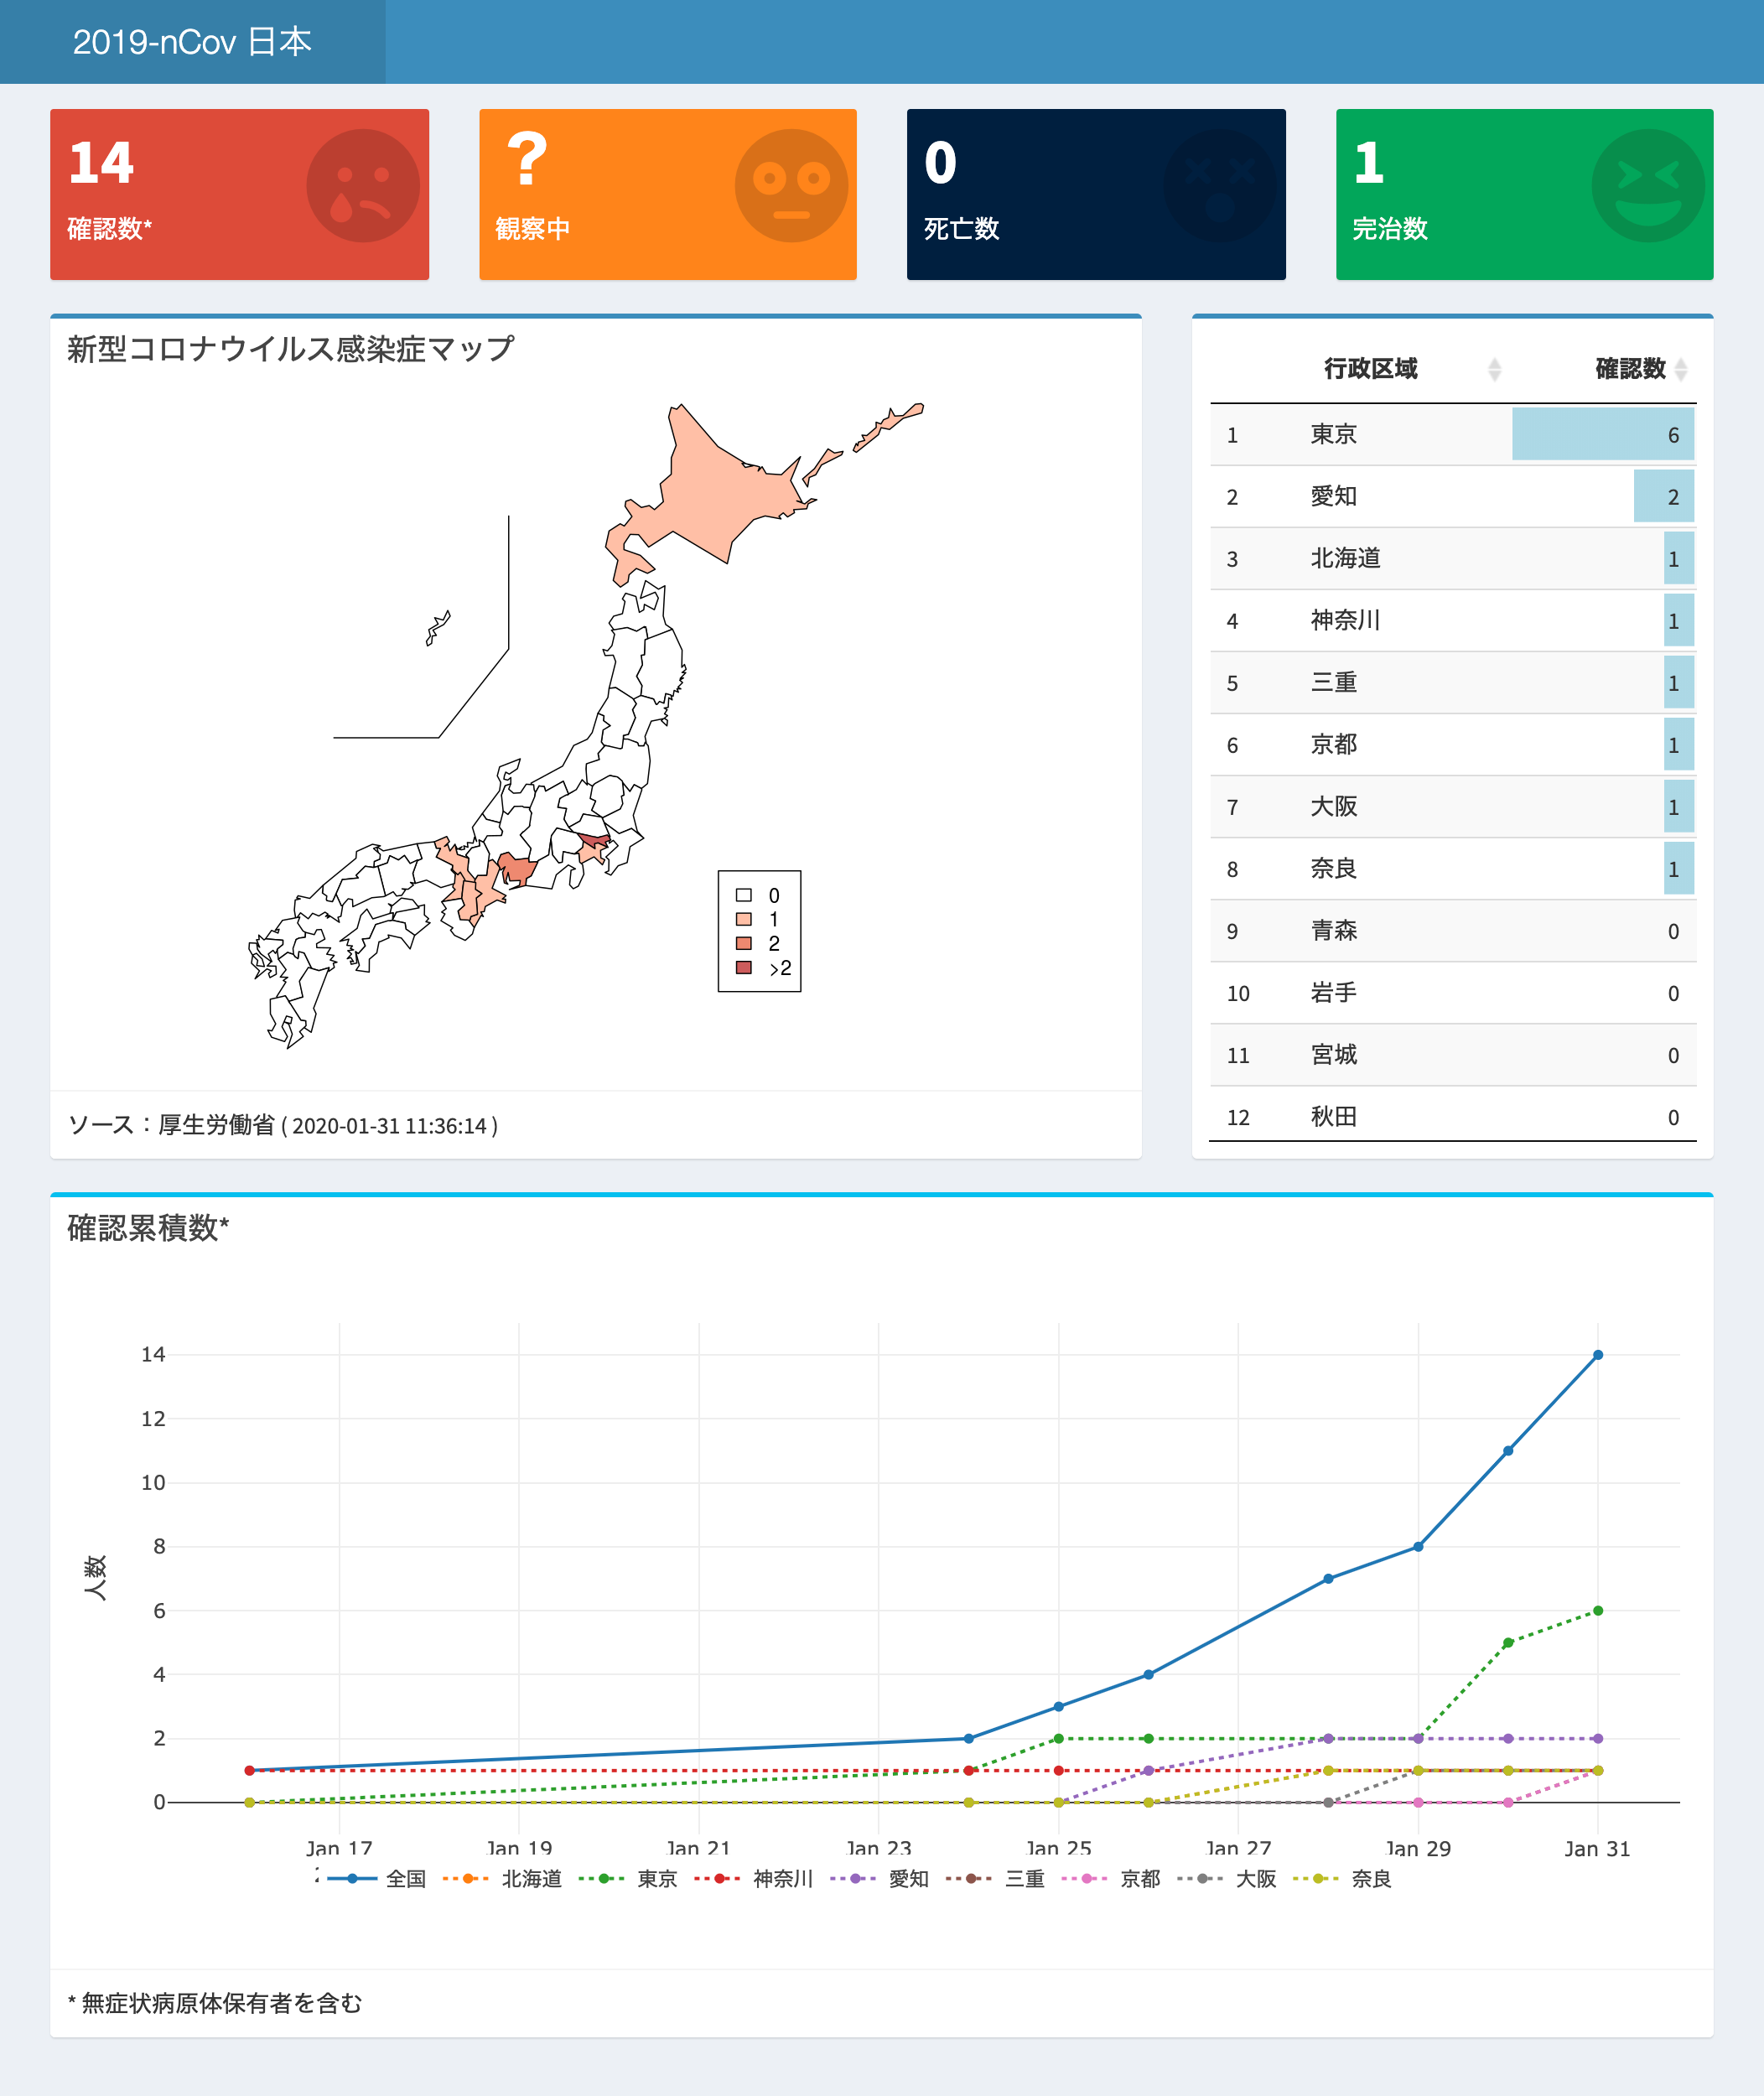 2019-nCov 日本
14
確認数*
?
観察中
0
死亡数
1
完治数
新型コロナウイルス感染症マップ
0
1
2
>2
ソース：厚生労働省 ( 2020-01-31 11:36:14 )
行政区域 確認数
1 東京 6
2 愛知 2
3 北海道 1
4 神奈川 1
5 三重 1
6 京都 1
7 大阪 1
8 奈良 1
9 青森 0
10 岩手 0
11 宮城 0
12 秋田 0
確認累積数*
人数
14
12
10
8
6
4
2
0
Jan 17 Jan 19 Jan 21 Jan 23 Jan 25 Jan 27 Jan 29 Jan 31
全国 北海道 東京 神奈川 愛知 三重 京都 大阪 奈良
* 無症状病原体保有者を含む